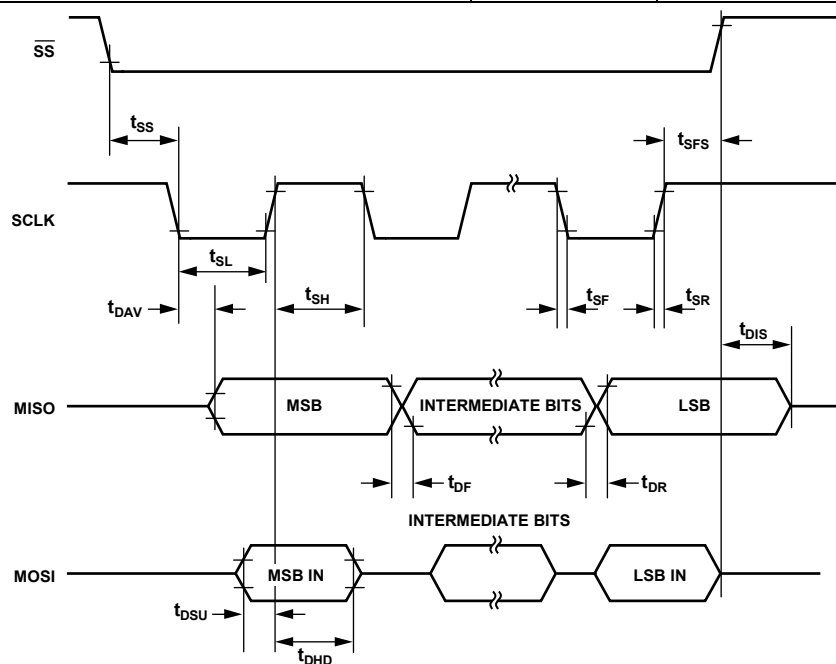 SS
tSS
tSFS
SCLK
tSL
tSH
tSF
tSR
tDAV
tDIS
MISO
MSB
INTERMEDIATE BITS
LSB
tDF
tDR
INTERMEDIATE BITS
MOSI
MSB IN
LSB IN
tDSU
tDHD